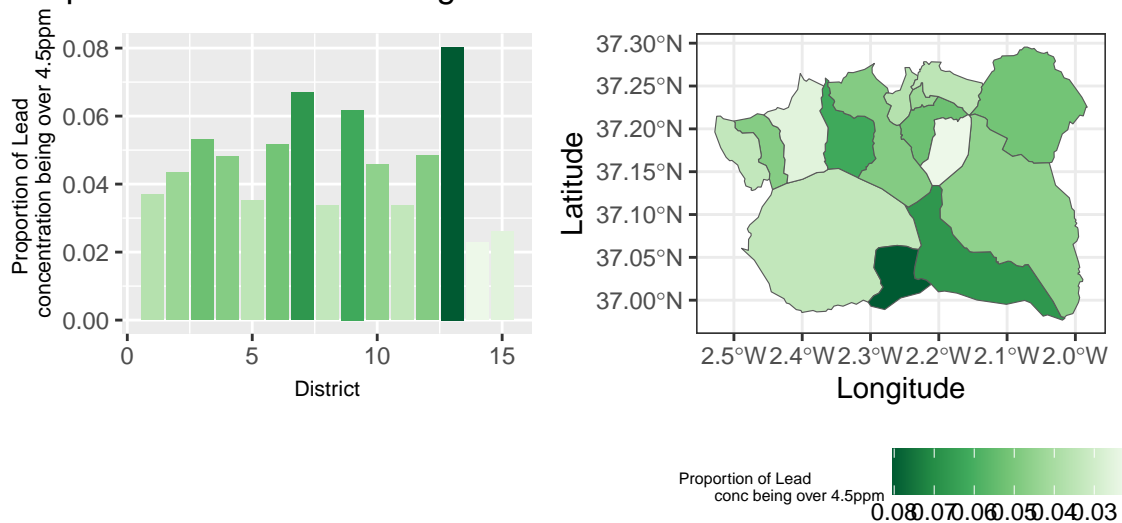 Proportion of Lead
concentration being over 4.5ppm
0.08
0.06
0.04
0.02
0.00
0
5
10
15
District
Latitude
37.30°N
37.25°N
37.20°N
37.15°N
37.10°N
37.05°N
37.00°N
2.5°W 2.4°W 2.3°W 2.2°W 2.1°W 2.0°W
Longitude
Proportion of Lead
conc being over 4.5ppm
0.08 0.07 0.06 0.05 0.04 0.03